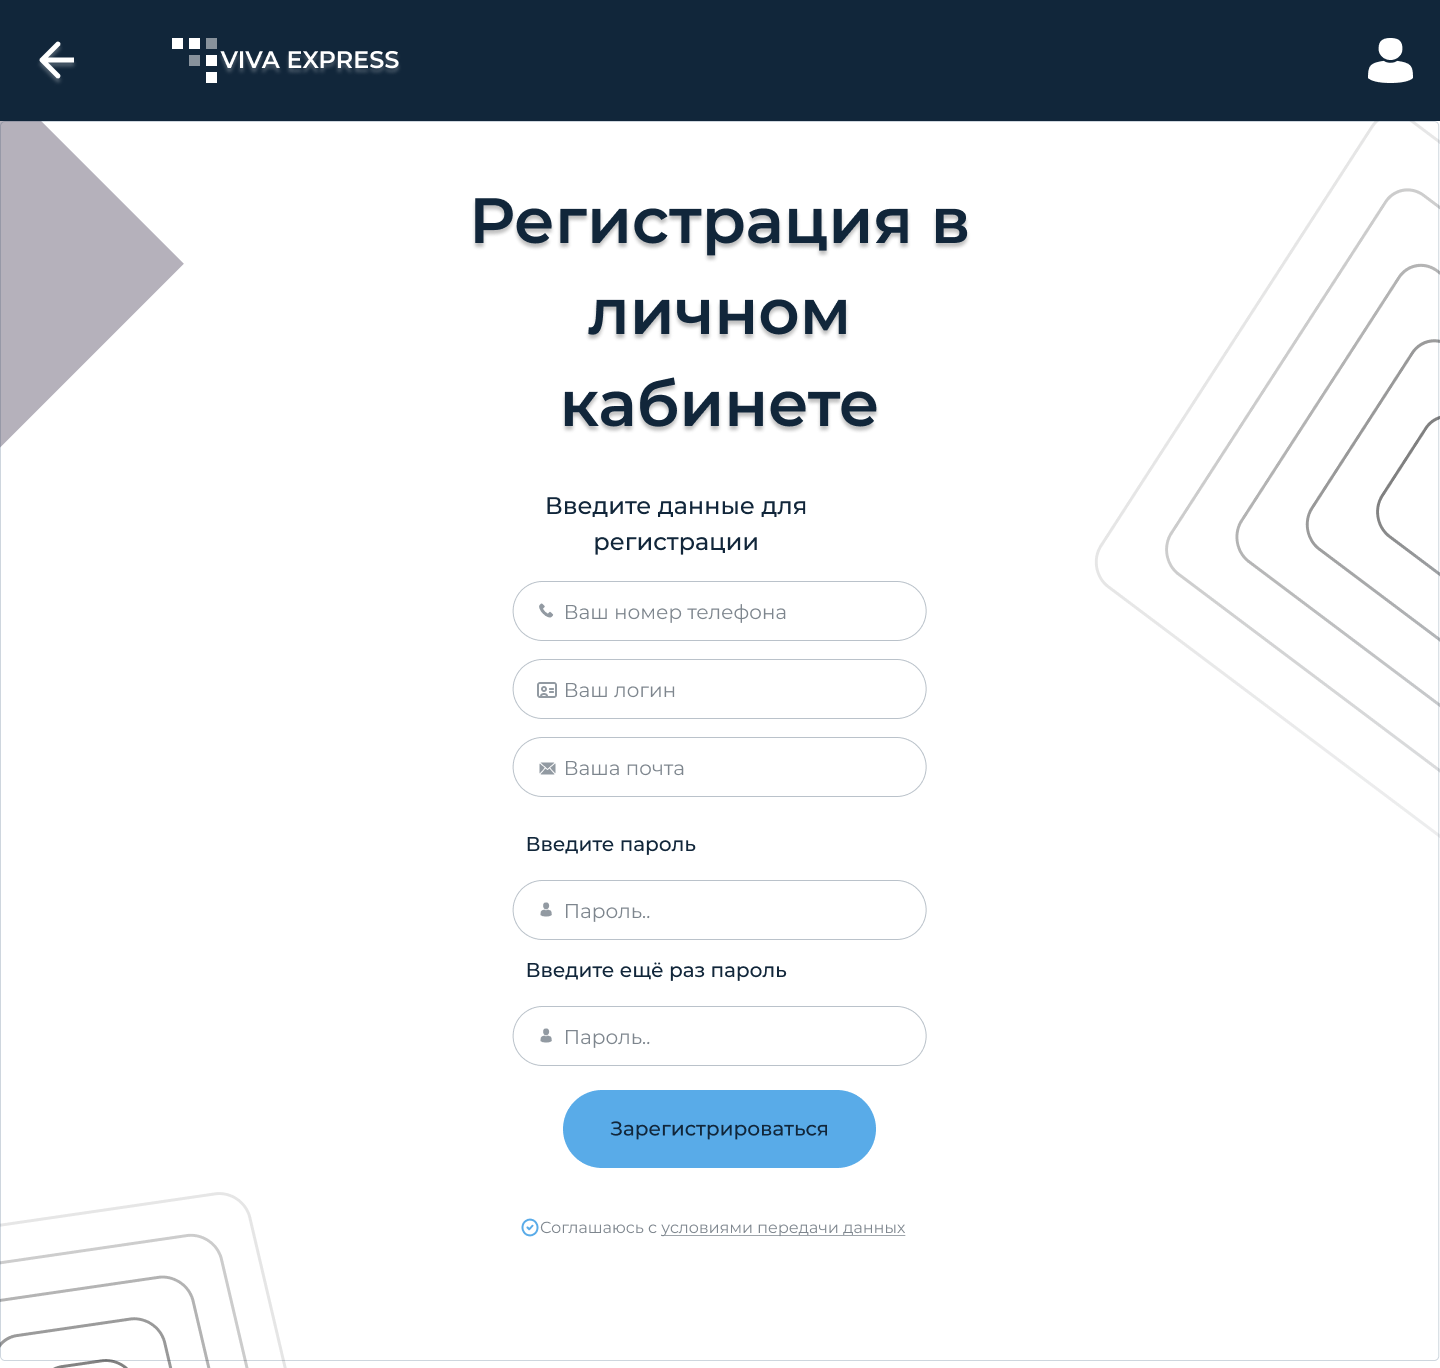 VIVA EXPRESS
Регистрация в
личном
кабинете
Введите данные для
регистрации
Ваш номер телефона
Ваш логин
Ваша почта
Введите пароль
Пароль..
Введите ещё раз пароль
Пароль..
Зарегистрироваться
Соглашаюсь с условиями передачи данных